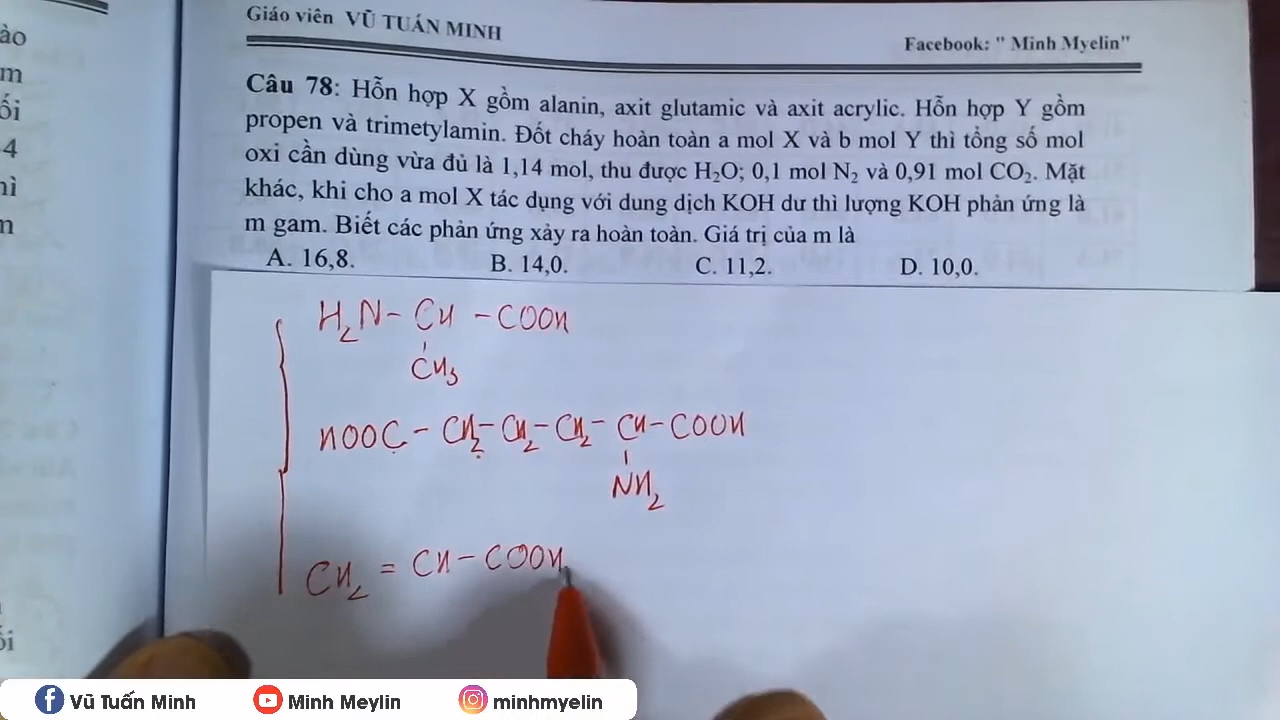 ào
m
ối
4
nì
n
Giáo viên VŨ TUẤN MINH
Facebook: " Minh Myelin"
Câu 78: Hỗn hợp X gồm alanin, axit glutamic và axit acrylic. Hỗn hợp Y gồm
propen và trimetylamin. Đốt cháy hoàn toàn a mol X và b mol Y thì tổng số mol
oxi cần dùng vừa đủ là 1,14 mol, thu được H₂O; 0,1 mol N₂ và 0,91 mol CO₂. Mặt
khác, khi cho a mol X tác dụng với dung dịch KOH dư thì lượng KOH phản ứng là
m gam. Biết các phản ứng xảy ra hoàn toàn. Giá trị của m là
A. 16,8. B. 14,0. C. 11,2. D. 10,0.
H₂N - CH - COOH
CH₃
HOOC - CH₂ - CH₂ - CH₂ - CH - COOH
NH₂
CH₂ = CH - COOH
ối
Vũ Tuấn Minh Minh Meylin minhmyelin